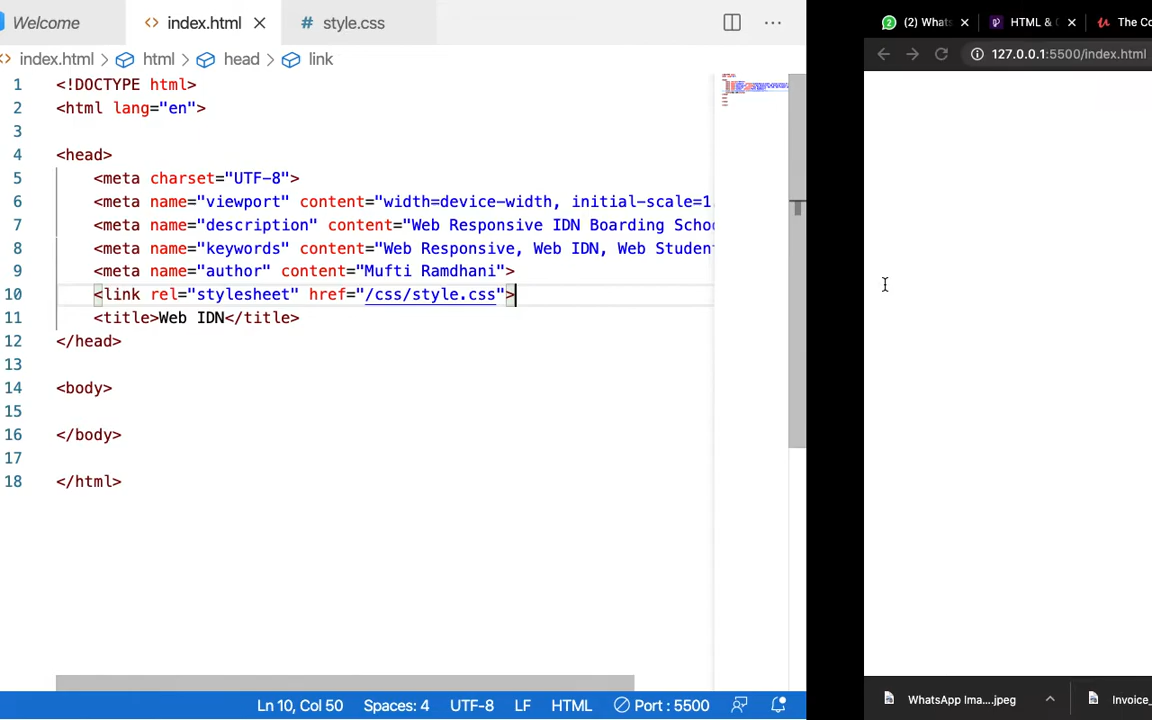 Welcome
index.html
style.css
index.html
html
head
link
1 <!DOCTYPE html>
2 <html lang="en">
3
4 <head>
5 <meta charset="UTF-8">
6 <meta name="viewport" content="width=device-width, initial-scale=1.
7 <meta name="description" content="Web Responsive IDN Boarding Schoo
8 <meta name="keywords" content="Web Responsive, Web IDN, Web Student
9 <meta name="author" content="Mufti Ramdhani">
10 <link rel="stylesheet" href="/css/style.css">
11 <title>Web IDN</title>
12 </head>
13
14 <body>
15
16 </body>
17
18 </html>
Ln 10, Col 50 Spaces: 4 UTF-8 LF HTML Port : 5500
(2) Whats
HTML &
The Co
127.0.0.1:5500/index.html
WhatsApp Ima....jpeg
Invoice_